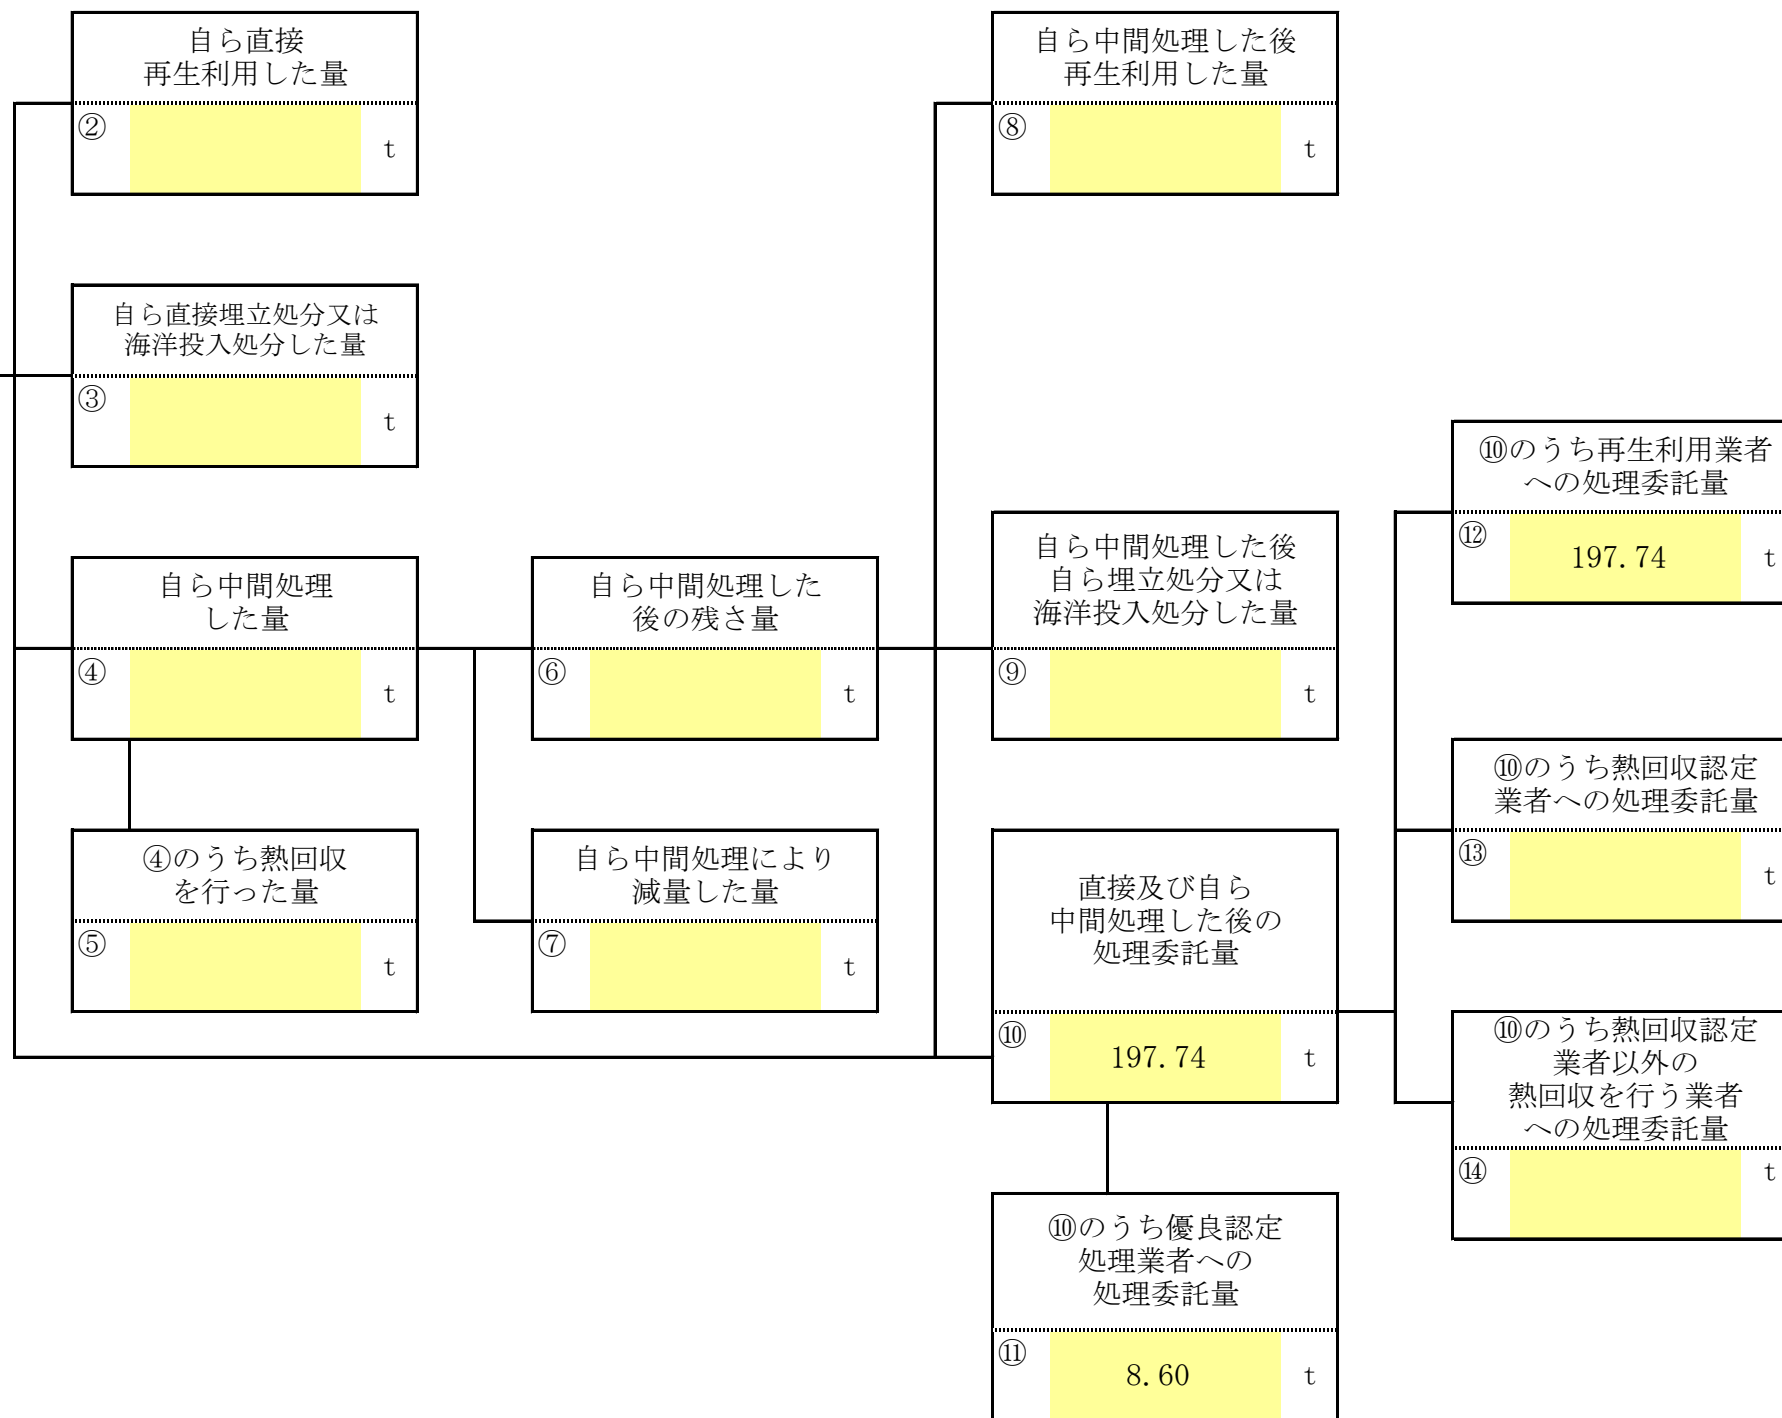 自ら直接
再生利用した量
②
t
自ら直接埋立処分又は
海洋投入処分した量
③
t
自ら中間処理
した量
④
t
④のうち熱回収
を行った量
⑤
t
自ら中間処理した
後の残さ量
⑥
t
自ら中間処理により
減量した量
⑦
t
自ら中間処理した後
再生利用した量
⑧
t
自ら中間処理した後
自ら埋立処分又は
海洋投入処分した量
⑨
t
直接及び自ら
中間処理した後の
処理委託量
⑩ 197.74 t
⑩のうち優良認定
処理業者への
処理委託量
⑪ 8.60 t
⑩のうち再生利用業者
への処理委託量
⑫ 197.74 t
⑩のうち熱回収認定
業者への処理委託量
⑬
t
⑩のうち熱回収認定
業者以外の
熱回収を行う業者
への処理委託量
⑭
t